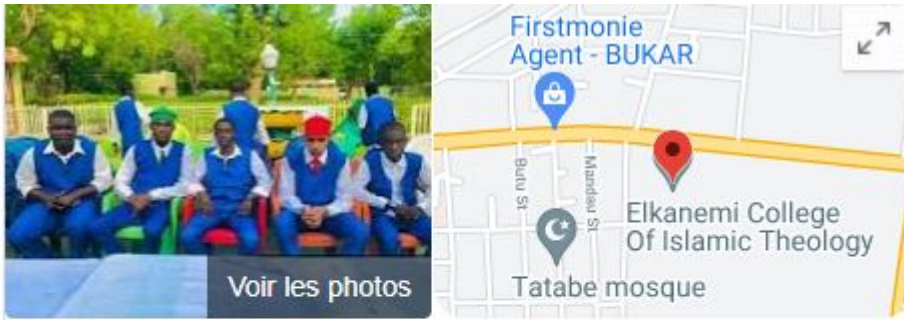 Voir les photos
Firstmonie
Agent - BUKAR
Butu St
Mandau St
Elkanemi College
Of Islamic Theology
Tatabe mosque